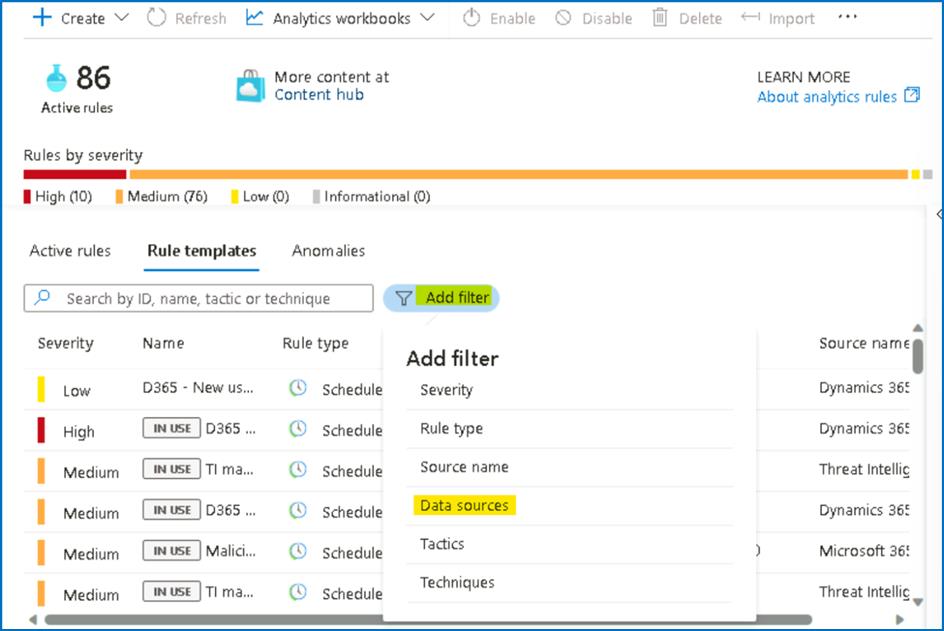 Create Refresh Analytics workbooks Enable Disable Delete Import ...
86
Active rules
More content at
Content hub
LEARN MORE
About analytics rules
Rules by severity
High (10) Medium (76) Low (0) Informational (0)
Active rules Rule templates Anomalies
Search by ID, name, tactic or technique Add filter
Severity Name Rule type Source name
Low D365 - New us... Schedule Dynamics 365
High IN USE D365 ... Schedule Dynamics 365
Medium IN USE TI ma... Schedule Threat Intellig
Medium IN USE D365 ... Schedule Dynamics 365
Medium IN USE Malici... Schedule Microsoft 365
Medium IN USE TI ma... Schedule Threat Intellig
Add filter
Severity
Rule type
Source name
Data sources
Tactics
Techniques